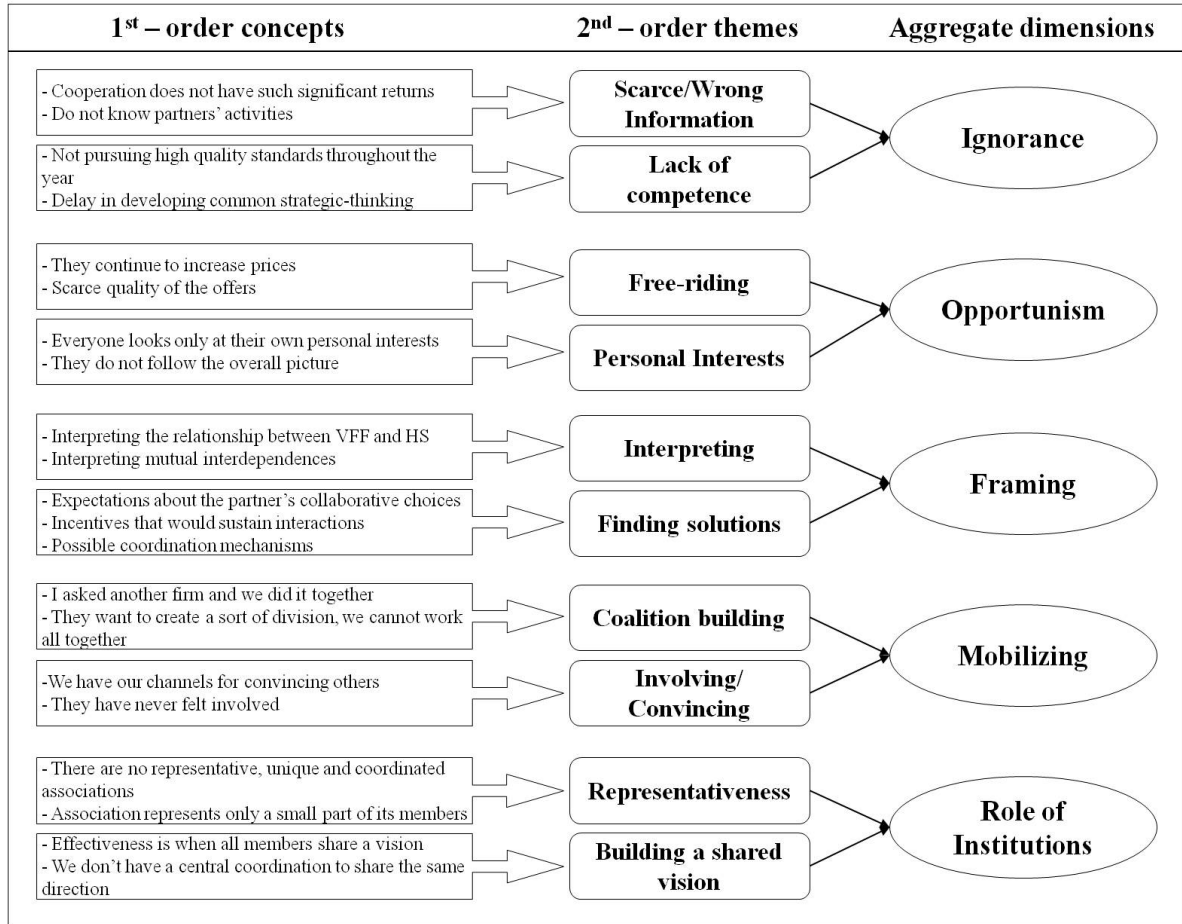 1st – order concepts
2nd – order themes
Aggregate dimensions
- Cooperation does not have such significant returns
- Do not know partners’ activities
Scarce/Wrong
Information
- Not pursuing high quality standards throughout the
year
- Delay in developing common strategic-thinking
Lack of
competence
Ignorance
- They continue to increase prices
- Scarce quality of the offers
Free-riding
- Everyone looks only at their own personal interests
- They do not follow the overall picture
Personal Interests
Opportunism
- Interpreting the relationship between VFF and HS
- Interpreting mutual interdependences
Interpreting
- Expectations about the partner’s collaborative choices
- Incentives that would sustain interactions
- Possible coordination mechanisms
Finding solutions
Framing
- I asked another firm and we did it together
- They want to create a sort of division, we cannot work
all together
Coalition building
-We have our channels for convincing others
- They have never felt involved
Involving/
Convincing
Mobilizing
- There are no representative, unique and coordinated
associations
- Association represents only a small part of its members
Representativeness
- Effectiveness is when all members share a vision
- We don’t have a central coordination to share the same
direction
Building a shared
vision
Role of
Institutions